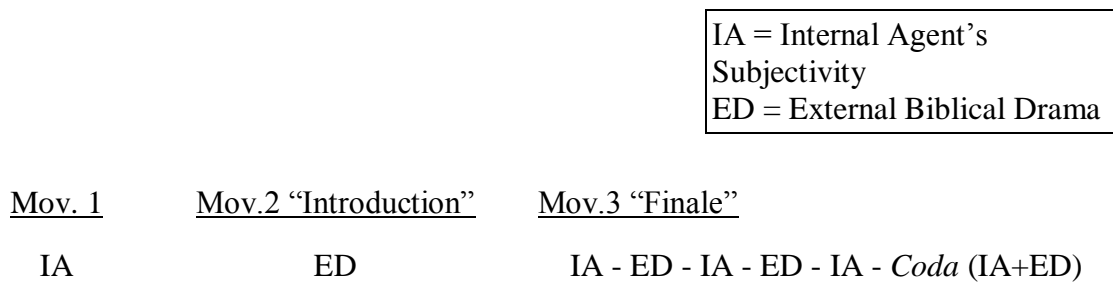 IA = Internal Agent’s
Subjectivity
ED = External Biblical Drama
Mov. 1 Mov.2 “Introduction” Mov.3 “Finale”
IA ED IA - ED - IA - ED - IA - Coda (IA+ED)